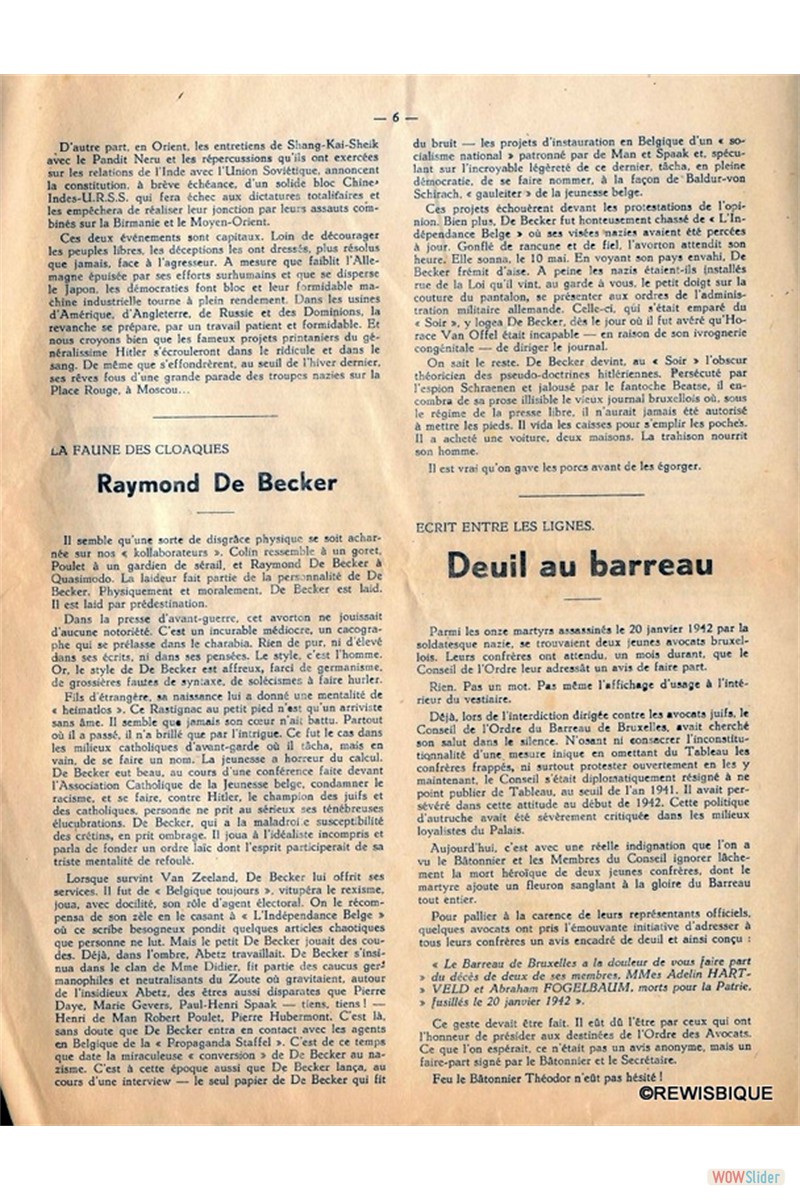 — 6 —
D'autre part, en Orient, les entretiens de Shang-Kai-Sheik
avec le Pandit Neru et les répercussions qu'ils ont exercées
sur les relations de l'Inde avec l'Union Soviétique, annoncent
la constitution, à brève échéance, d'un solide bloc Chine-
Indes-U.R.S.S. qui fera échec aux dictatures totalifaires et
les empêchera de réaliser leur jonction par leurs assauts com-
binés sur la Birmanie et le Moyen-Orient.
Ces deux événements sont capitaux. Loin de décourager
les peuples libres, les déceptions les ont dressés, plus résolus
que jamais, face à l'agresseur. A mesure que faiblit l'Alle-
magne épuisée par ses efforts surhumains et que se disperse
le Japon, les démocraties font bloc et leur formidable ma-
chine industrielle tourne à plein rendement. Dans les usines
d'Amérique, d'Angleterre, de Russie et des Dominions, la
revanche se prépare, par un travail patient et formidable. Et
nous croyons bien que les fameux projets printaniers du gé-
néralissime Hitler s'écrouleront dans le ridicule et dans le
sang. De même que s'effondrèrent, au seuil de l'hiver dernier,
ses rêves fous d'une grande parade des troupes nazies sur la
Place Rouge, à Moscou...
LA FAUNE DES CLOAQUES
Raymond De Becker
Il semble qu'une sorte de disgrâce physique se soit achar-
née sur nos « kollaborateurs ». Colin ressemble à un goret,
Poulet à un gardien de sérail, et Raymond De Becker à
Quasimodo. La laideur fait partie de la personnalité de De
Becker. Physiquement et moralement, De Becker est laid.
Il est laid par prédestination.
Dans la presse d'avant-guerre, cet avorton ne jouissait
d'aucune notoriété. C'est un incurable médiocre, un cacogra-
phe qui se prélasse dans le charabia. Rien de pur, ni d'élevé
dans ses écrits, ni dans ses pensées. Le style, c'est l'homme.
Or, le style de De Becker est affreux, farci de germanisme,
de grossières fautes de syntaxe, de solécismes à faire hurler.
Fils d'étrangère, sa naissance lui a donné une mentalité de
« heimatlos ». Ce Rastignac au petit pied n'est qu'un arriviste
sans âme. Il semble que jamais son cœur n'ait battu. Partout
où il a passé, il n'a brillé que par l'intrigue. Ce fut le cas dans
les milieux catholiques d'avant-garde où il tâcha, mais en
vain, de se faire un nom. La jeunesse a horreur du calcul.
De Becker eut beau, au cours d'une conférence faite devant
l'Association Catholique de la Jeunesse belge, condamner le
racisme, et se faire, contre Hitler, le champion des juifs et
des catholiques, personne ne prit au sérieux ses ténébreuses
élucubrations. De Becker, qui a la maladroite susceptibilité
des crétins, en prit ombrage. Il joua à l'idéaliste incompris et
parla de fonder un ordre laïc dont l'esprit participerait de sa
triste mentalité de refoulé.
Lorsque survint Van Zeeland, De Becker lui offrit ses
services. Il fut de « Belgique toujours », vitupéra le rexisme,
joua, avec docilité, son rôle d'agent électoral. On le récom-
pensa de son zèle en le casant à « L'Indépendance Belge »
où ce scribe besogneux pondit quelques articles chaotiques
que personne ne lut. Mais le petit De Becker jouait des cou-
des. Déjà, dans l'ombre, Abetz travaillait. De Becker s'insi-
nua dans le clan de Mme Didier, fit partie des caucus ger-
manophiles et neutralisants du Zoute où gravitaient, autour
de l'insidieux Abetz, des êtres aussi disparates que Pierre
Daye, Marie Gevers, Paul-Henri Spaak — tiens, tiens ! —
Henri de Man Robert Poulet, Pierre Hubermont. C'est là,
sans doute que De Becker entra en contact avec les agents
en Belgique de la « Propaganda Staffel ». C'est de ce temps
que date la miraculeuse « conversion » de De Becker au na-
zisme. C'est à cette époque aussi que De Becker lança, au
cours d'une interview — le seul papier de De Becker qui fit
du bruit — les projets d'instauration en Belgique d'un « so-
cialisme national » patronné par de Man et Spaak et, spécu-
lant sur l'incroyable légèreté de ce dernier, tâcha, en pleine
démocratie, de se faire nommer, à la façon de Baldur-von
Schirach, « gauleiter » de la jeunesse belge.
Ces projets échouèrent devant les protestations de l'opi-
nion. Bien plus, De Becker fut honteusement chassé de « L'In-
dépendance Belge » où ses visées nazies avaient été percées
à jour. Gonflé de rancune et de fiel, l'avorton attendit son
heure. Elle sonna, le 10 mai. En voyant son pays envahi, De
Becker frémit d'aise. A peine les nazis étaient-ils installés
rue de la Loi qu'il vint, au garde à vous, le petit doigt sur la
couture du pantalon, se présenter aux ordres de l'adminis-
tration militaire allemande. Celle-ci, qui s'était emparé du
« Soir », y logea De Becker, dès le jour où il fut avéré qu'Ho-
race Van Offel était incapable — en raison de son ivrognerie
congénitale — de diriger le journal.
On sait le reste. De Becker devint, au « Soir » l'obscur
théoricien des pseudo-doctrines hitlériennes. Persécuté par
l'espion Schraenen et jalousé par le fantoche Beatse, il en-
combra de sa prose illisible le vieux journal bruxellois où, sous
le régime de la presse libre, il n'aurait jamais été autorisé
à mettre les pieds. Il vida les caisses pour s'emplir les poches.
Il a acheté une voiture, deux maisons. La trahison nourrit
son homme.
Il est vrai qu'on gave les porcs avant de les égorger.
ECRIT ENTRE LES LIGNES.
Deuil au barreau
Parmi les onze martyrs assassinés le 20 janvier 1942 par la
soldatesque nazie, se trouvaient deux jeunes avocats bruxel-
lois. Leurs confrères ont attendu, un mois durant, que le
Conseil de l'Ordre leur adressât un avis de faire part.
Rien. Pas un mot. Pas même l'affichage d'usage à l'inté-
rieur du vestiaire.
Déjà, lors de l'interdiction dirigée contre les avocats juifs, le
Conseil de l'Ordre du Barreau de Bruxelles, avait cherché
son salut dans le silence. N'osant ni consacrer l'inconstitu-
tionnalité d'une mesure inique en omettant du Tableau les
confrères frappés, ni surtout protester ouvertement en les y
maintenant, le Conseil s'était diplomatiquement résigné à ne
point publier de Tableau, au seuil de l'an 1941. Il avait per-
sévéré dans cette attitude au début de 1942. Cette politique
d'autruche avait été sévèrement critiquée dans les milieux
loyalistes du Palais.
Aujourd'hui, c'est avec une réelle indignation que l'on a
vu le Bâtonnier et les Membres du Conseil ignorer lâche-
ment la mort héroïque de deux jeunes confrères, dont le
martyre ajoute un fleuron sanglant à la gloire du Barreau
tout entier.
Pour pallier à la carence de leurs représentants officiels,
quelques avocats ont pris l'émouvante initiative d'adresser à
tous leurs confrères un avis encadré de deuil et ainsi conçu :
« Le Barreau de Bruxelles a la douleur de vous faire part
» du décès de deux de ses membres, MMes Adelin HART-
» VELD et Abraham FOGELBAUM, morts pour la Patrie,
» fusillés le 20 janvier 1942 ».
Ce geste devait être fait. Il eût dû l'être par ceux qui ont
l'honneur de présider aux destinées de l'Ordre des Avocats.
Ce que l'on espérait, ce n'était pas un avis anonyme, mais un
faire-part signé par le Bâtonnier et le Secrétaire.
Feu le Bâtonnier Théodor n'eût pas hésité !
©REWISBIQUE
WOWSlider